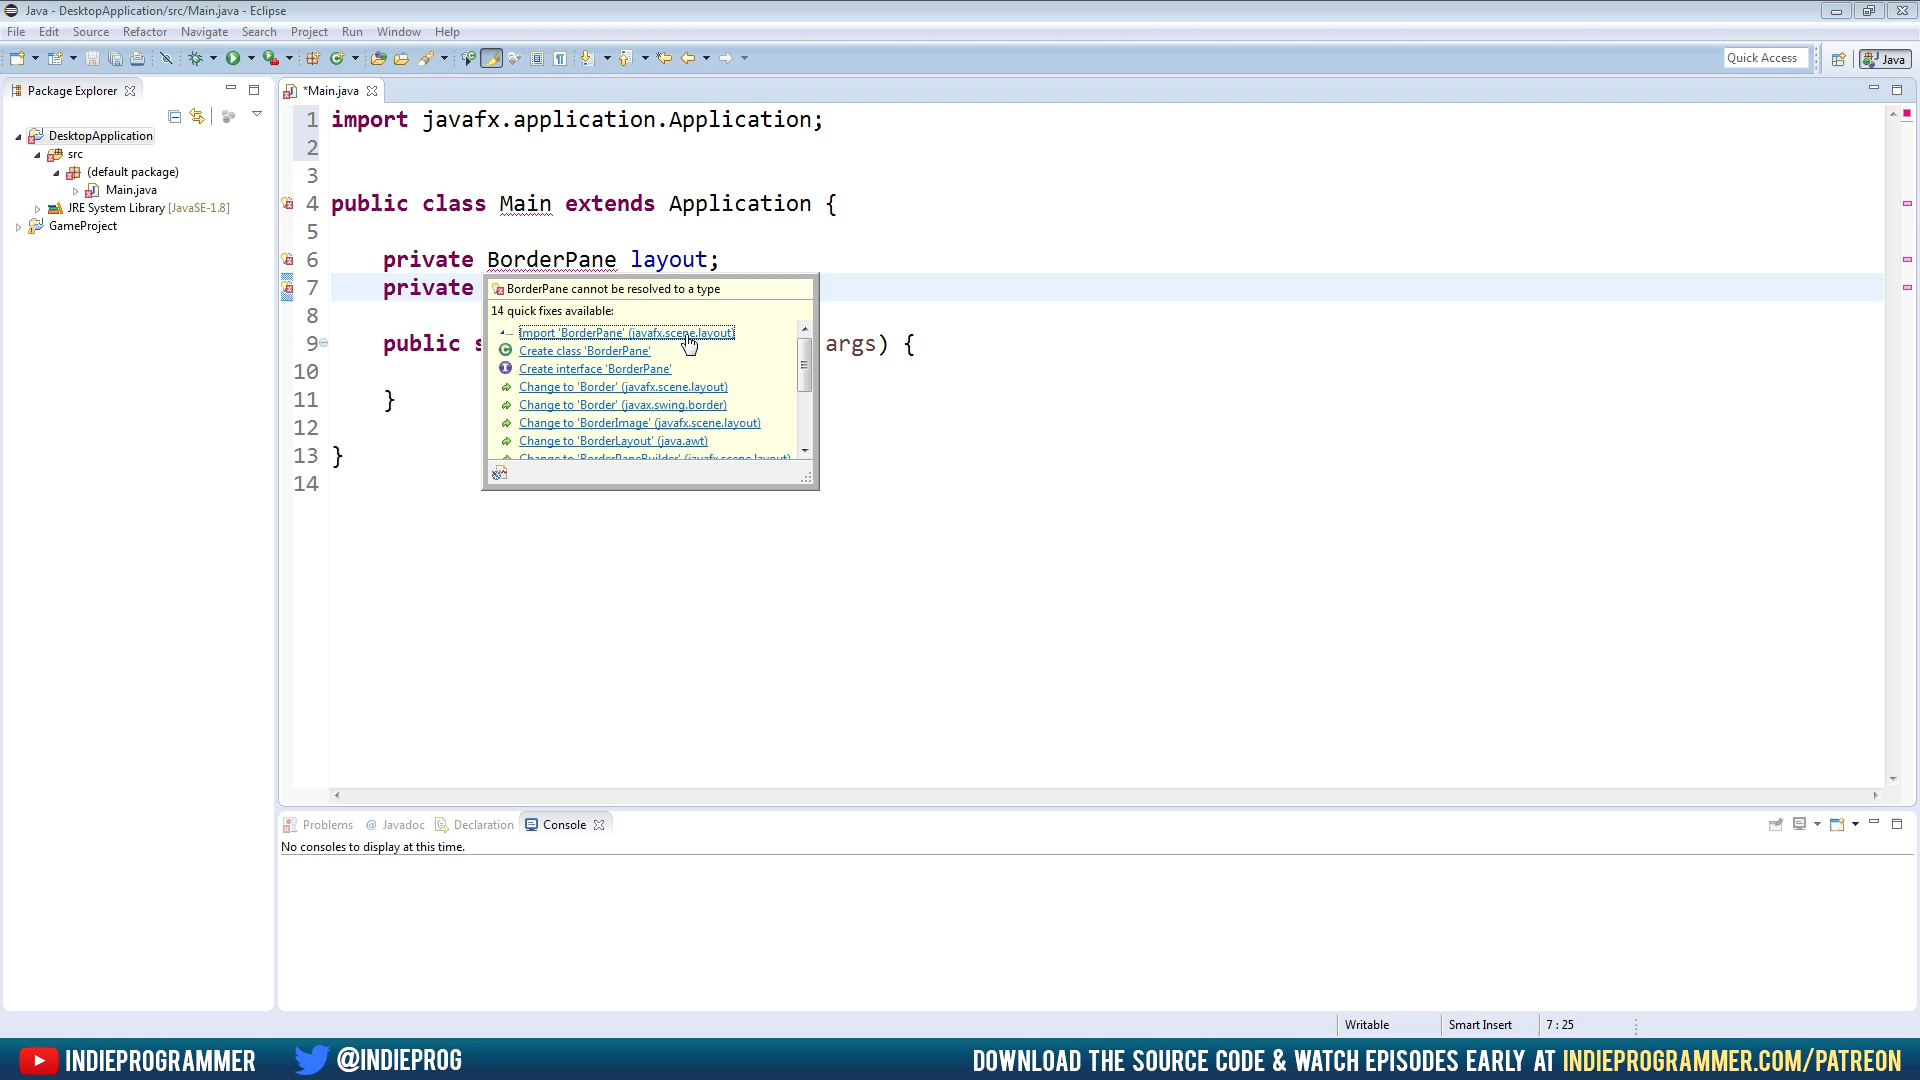 Java - DesktopApplication/src/Main.java - Eclipse
File Edit Source Refactor Navigate Search Project Run Window Help
Quick Access
Java
Package Explorer
DesktopApplication
src
(default package)
Main.java
JRE System Library [JavaSE-1.8]
GameProject
*Main.java
1 import javafx.application.Application;
2
3
4 public class Main extends Application {
5
6 private BorderPane layout;
7 private
8
9 public s args) {
10
11 }
12
13 }
14
BorderPane cannot be resolved to a type
14 quick fixes available:
Import 'BorderPane' (javafx.scene.layout)
Create class 'BorderPane'
Create interface 'BorderPane'
Change to 'Border' (javafx.scene.layout)
Change to 'Border' (javax.swing.border)
Change to 'BorderImage' (javafx.scene.layout)
Change to 'BorderLayout' (java.awt)
Change to 'BorderPaneBuilder' (javafx.scene.layout)
Problems @ Javadoc Declaration Console
No consoles to display at this time.
Writable Smart Insert 7 : 25
INDIEPROGRAMMER @INDIEPROG DOWNLOAD THE SOURCE CODE & WATCH EPISODES EARLY AT INDIEPROGRAMMER.COM/PATREON